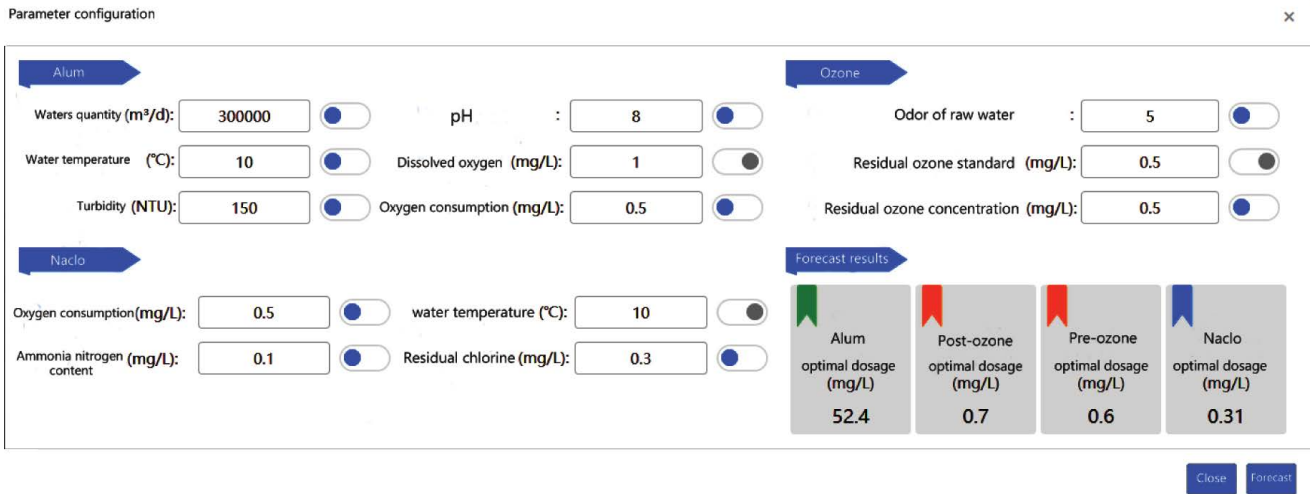 Parameter configuration ×
Alum
Waters quantity (m³/d): 300000
pH : 8
Water temperature (℃): 10
Dissolved oxygen (mg/L): 1
Turbidity (NTU): 150
Oxygen consumption (mg/L): 0.5
Ozone
Odor of raw water : 5
Residual ozone standard (mg/L): 0.5
Residual ozone concentration (mg/L): 0.5
Naclo
Oxygen consumption(mg/L): 0.5
water temperature (℃): 10
Ammonia nitrogen (mg/L): 0.1
content
Residual chlorine (mg/L): 0.3
Forecast results
Alum
optimal dosage
(mg/L)
52.4
Post-ozone
optimal dosage
(mg/L)
0.7
Pre-ozone
optimal dosage
(mg/L)
0.6
Naclo
optimal dosage
(mg/L)
0.31
Close Forecast